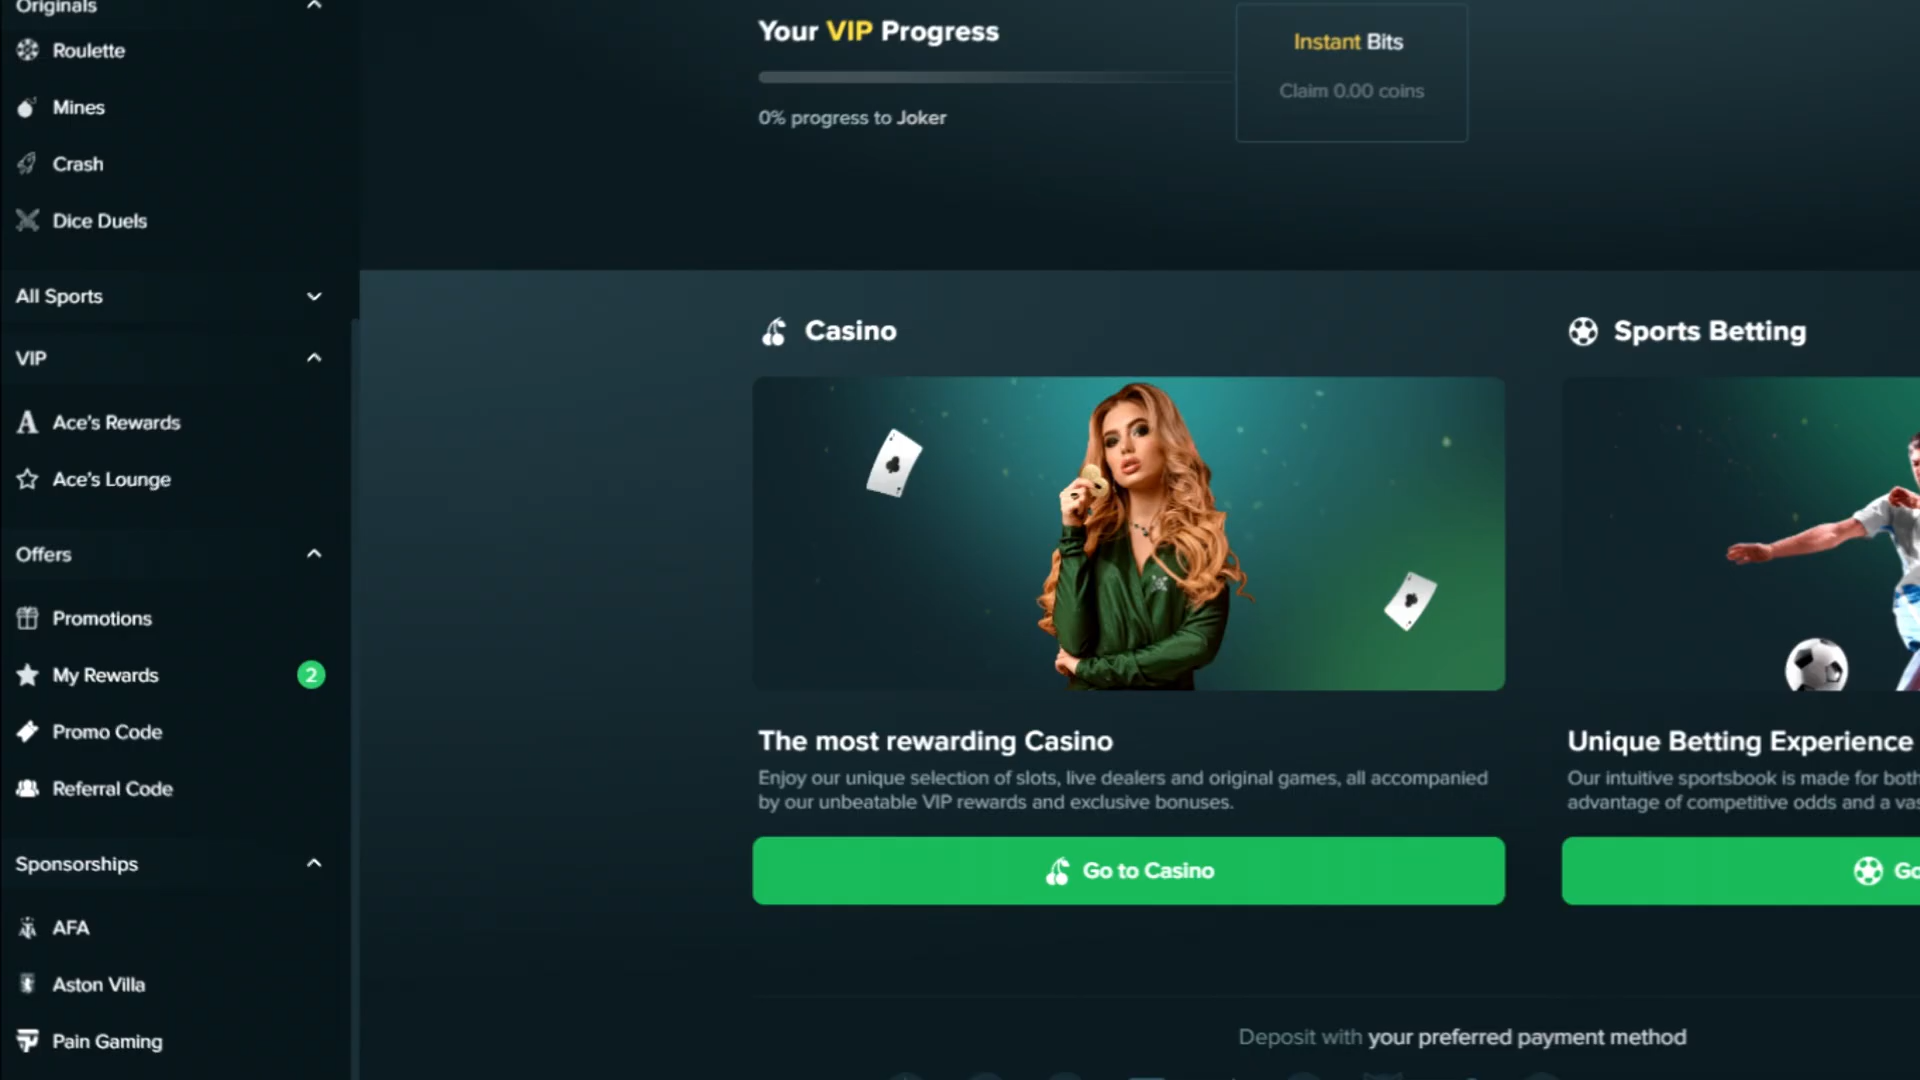 Originals
Roulette
Mines
Crash
Dice Duels
All Sports
VIP
Ace's Rewards
Ace's Lounge
Offers
Promotions
My Rewards 2
Promo Code
Referral Code
Sponsorships
AFA
Aston Villa
Pain Gaming
Your VIP Progress
0% progress to Joker
Instant Bits
Claim 0.00 coins
Casino
The most rewarding Casino
Enjoy our unique selection of slots, live dealers and original games, all accompanied
by our unbeatable VIP rewards and exclusive bonuses.
Go to Casino
Sports Betting
Unique Betting Experience
Our intuitive sportsbook is made for both
advantage of competitive odds and a
Deposit with your preferred payment method